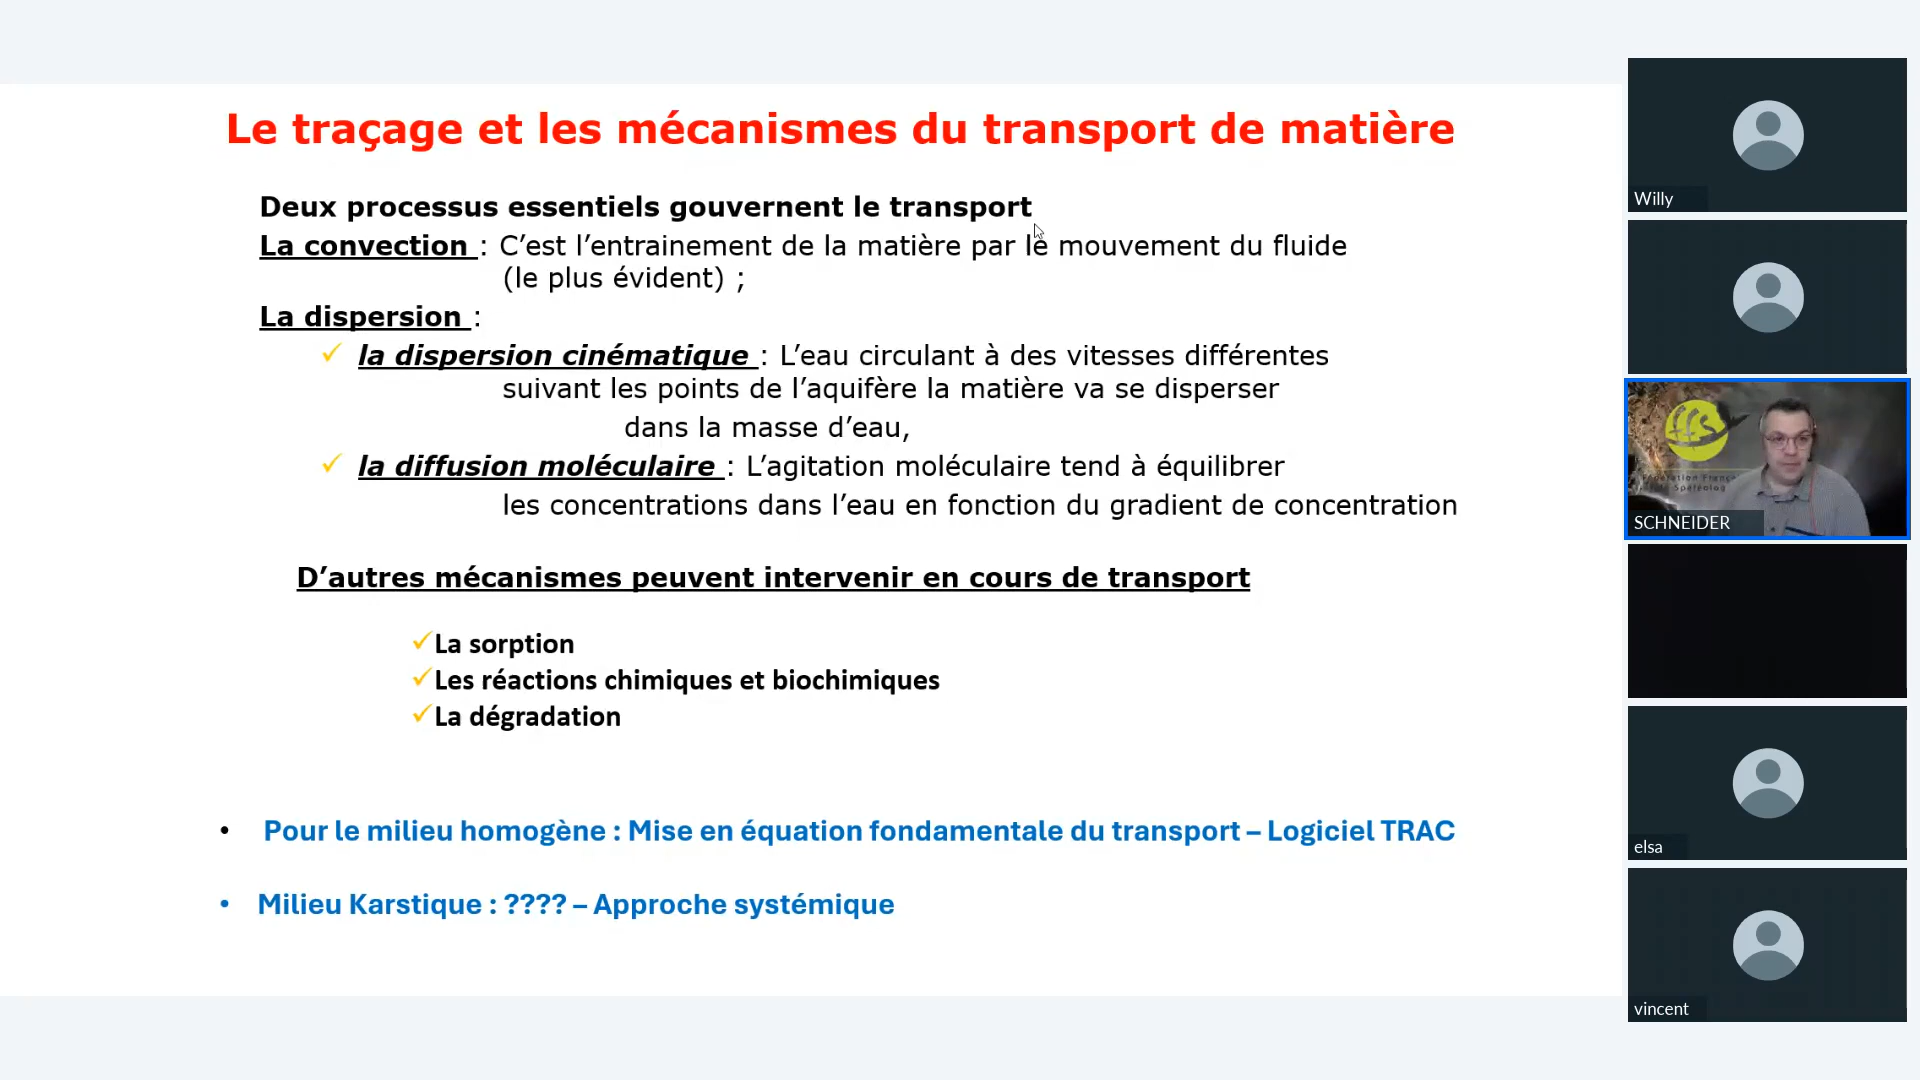 Le traçage et les mécanismes du transport de matière
Deux processus essentiels gouvernent le transport
La convection : C’est l’entrainement de la matière par le mouvement du fluide
(le plus évident) ;
La dispersion :
✓ la dispersion cinématique : L’eau circulant à des vitesses différentes
suivant les points de l’aquifère la matière va se disperser
dans la masse d’eau,
✓ la diffusion moléculaire : L’agitation moléculaire tend à équilibrer
les concentrations dans l’eau en fonction du gradient de concentration
D’autres mécanismes peuvent intervenir en cours de transport
✓La sorption
✓Les réactions chimiques et biochimiques
✓La dégradation
• Pour le milieu homogène : Mise en équation fondamentale du transport – Logiciel TRAC
• Milieu Karstique : ???? – Approche systémique
Willy
SCHNEIDER
elsa
vincent